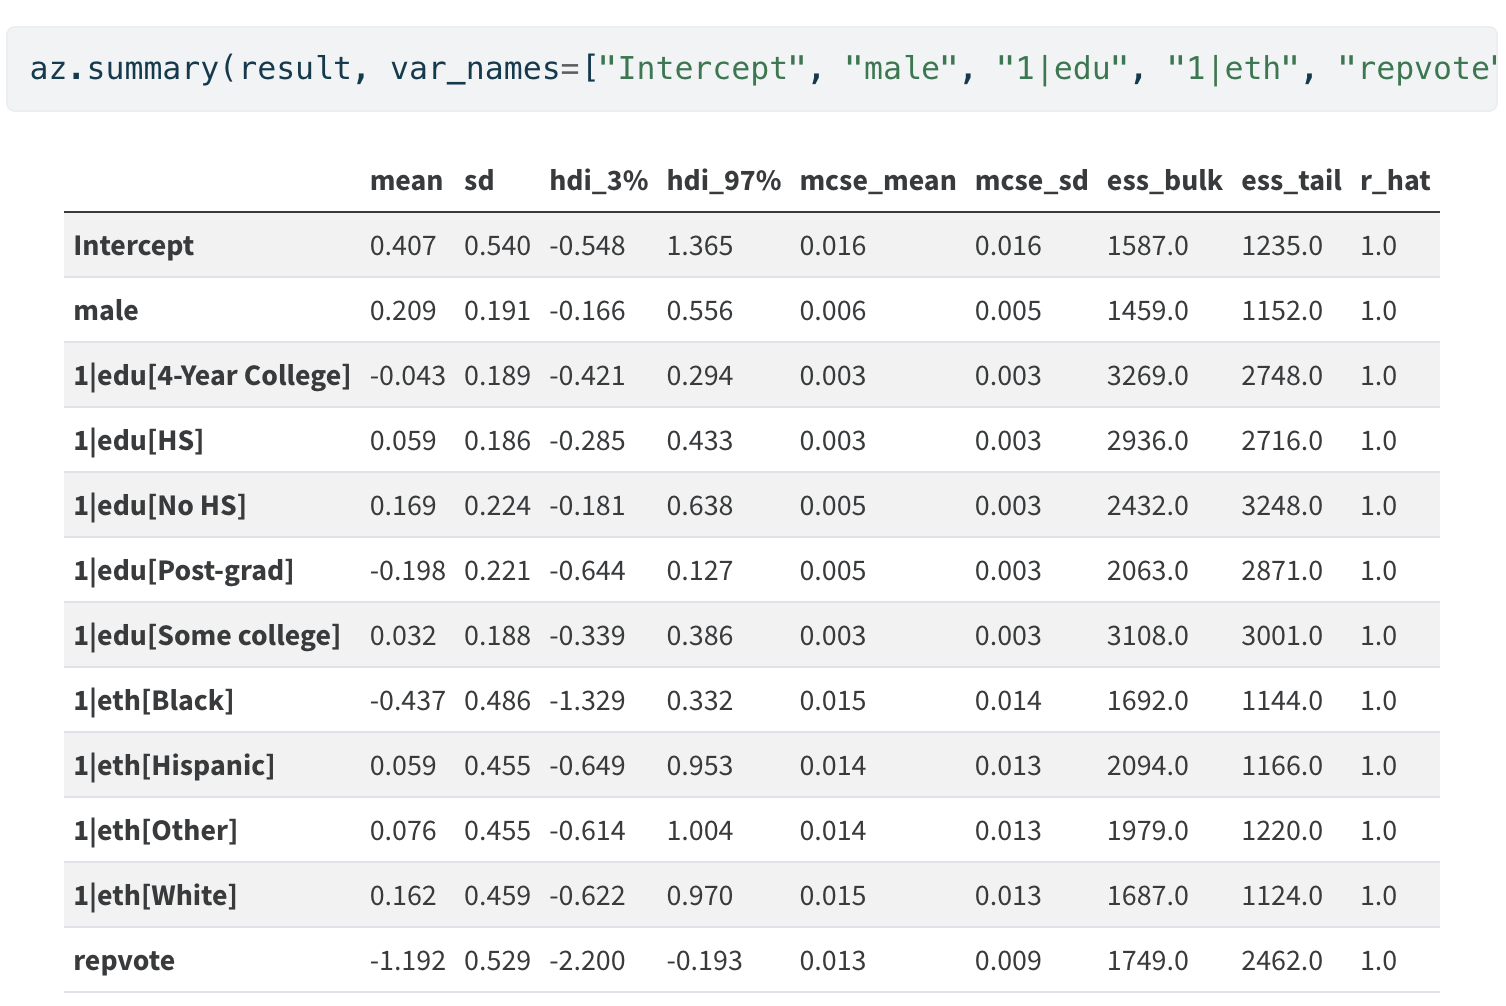 az.summary(result, var_names=["Intercept", "male", "1|edu", "1|eth", "repvote"
mean sd hdi_3% hdi_97% mcse_mean mcse_sd ess_bulk ess_tail r_hat
Intercept 0.407 0.540 -0.548 1.365 0.016 0.016 1587.0 1235.0 1.0
male 0.209 0.191 -0.166 0.556 0.006 0.005 1459.0 1152.0 1.0
1|edu[4-Year College] -0.043 0.189 -0.421 0.294 0.003 0.003 3269.0 2748.0 1.0
1|edu[HS] 0.059 0.186 -0.285 0.433 0.003 0.003 2936.0 2716.0 1.0
1|edu[No HS] 0.169 0.224 -0.181 0.638 0.005 0.003 2432.0 3248.0 1.0
1|edu[Post-grad] -0.198 0.221 -0.644 0.127 0.005 0.003 2063.0 2871.0 1.0
1|edu[Some college] 0.032 0.188 -0.339 0.386 0.003 0.003 3108.0 3001.0 1.0
1|eth[Black] -0.437 0.486 -1.329 0.332 0.015 0.014 1692.0 1144.0 1.0
1|eth[Hispanic] 0.059 0.455 -0.649 0.953 0.014 0.013 2094.0 1166.0 1.0
1|eth[Other] 0.076 0.455 -0.614 1.004 0.014 0.013 1979.0 1220.0 1.0
1|eth[White] 0.162 0.459 -0.622 0.970 0.015 0.013 1687.0 1124.0 1.0
repvote -1.192 0.529 -2.200 -0.193 0.013 0.009 1749.0 2462.0 1.0